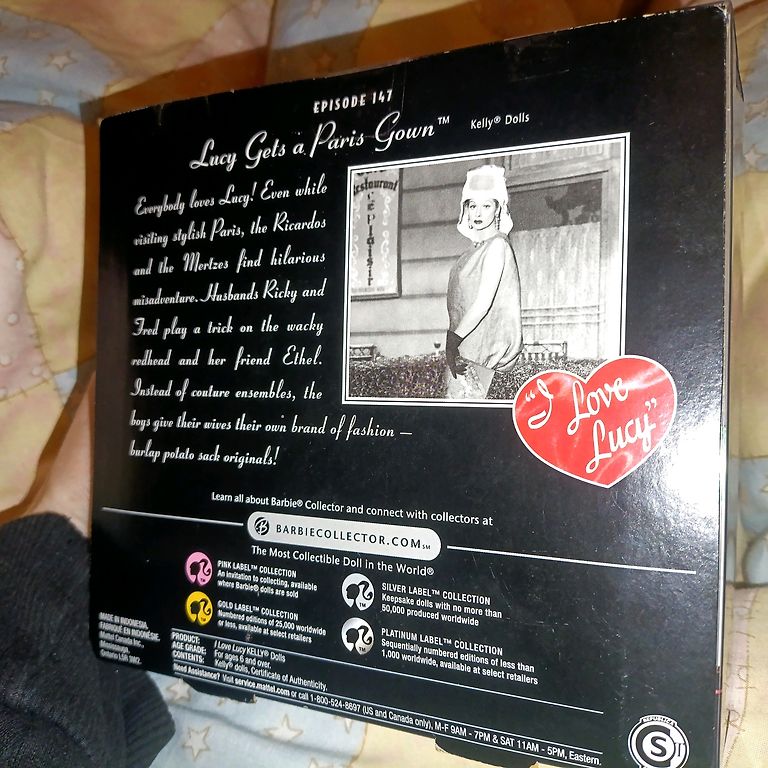 EPISODE 147
Lucy Gets a Paris Gown™
Kelly® Dolls
Everybody loves Lucy! Even while
visiting stylish Paris, the Ricardos
and the Mertzes find hilarious
misadventure. Husbands Ricky and
Fred play a trick on the wacky
redhead and her friend Ethel.
Instead of couture ensembles, the
boys give their wives their own brand of fashion —
burlap potato sack originals!
"I Love
Lucy"
Learn all about Barbie® Collector and connect with collectors at
B BARBIECOLLECTOR.COM℠
The Most Collectible Doll in the World®
PINK LABEL™ COLLECTION
An invitation to collecting, available
where Barbie® dolls are sold
GOLD LABEL™ COLLECTION
Numbered editions of 25,000 worldwide
or less, available at select retailers
SILVER LABEL™ COLLECTION
Keepsake dolls with no more than
50,000 produced worldwide
PLATINUM LABEL™ COLLECTION
Sequentially numbered editions of less than
1,000 worldwide, available at select retailers
MADE IN INDONESIA.
FABRIQUÉ EN INDONÉSIE.
Mattel Canada Inc.,
Mississauga,
Ontario L5R 3W2.
PRODUCT: I Love Lucy KELLY® Dolls
AGE GRADE: For ages 6 and over.
CONTENTS: Kelly® dolls, Certificate of Authenticity.
Need Assistance? Visit service.mattel.com or call 1-800-524-8697 (US and Canada only), M-F 9AM - 7PM & SAT 11AM - 5PM, Eastern.
S